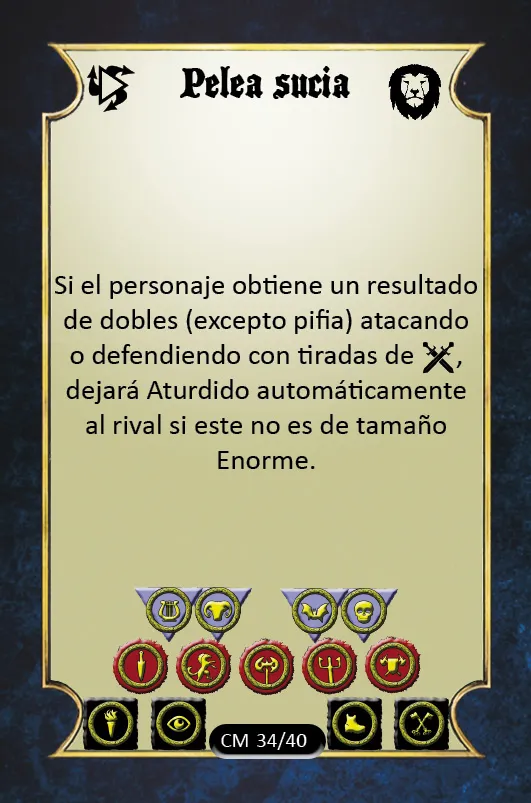 Pelea sucia
Si el personaje obtiene un resultado
de dobles (excepto pifia) atacando
o defendiendo con tiradas de ,
dejará Aturdido automáticamente
al rival si este no es de tamaño
Enorme.
CM 34/40